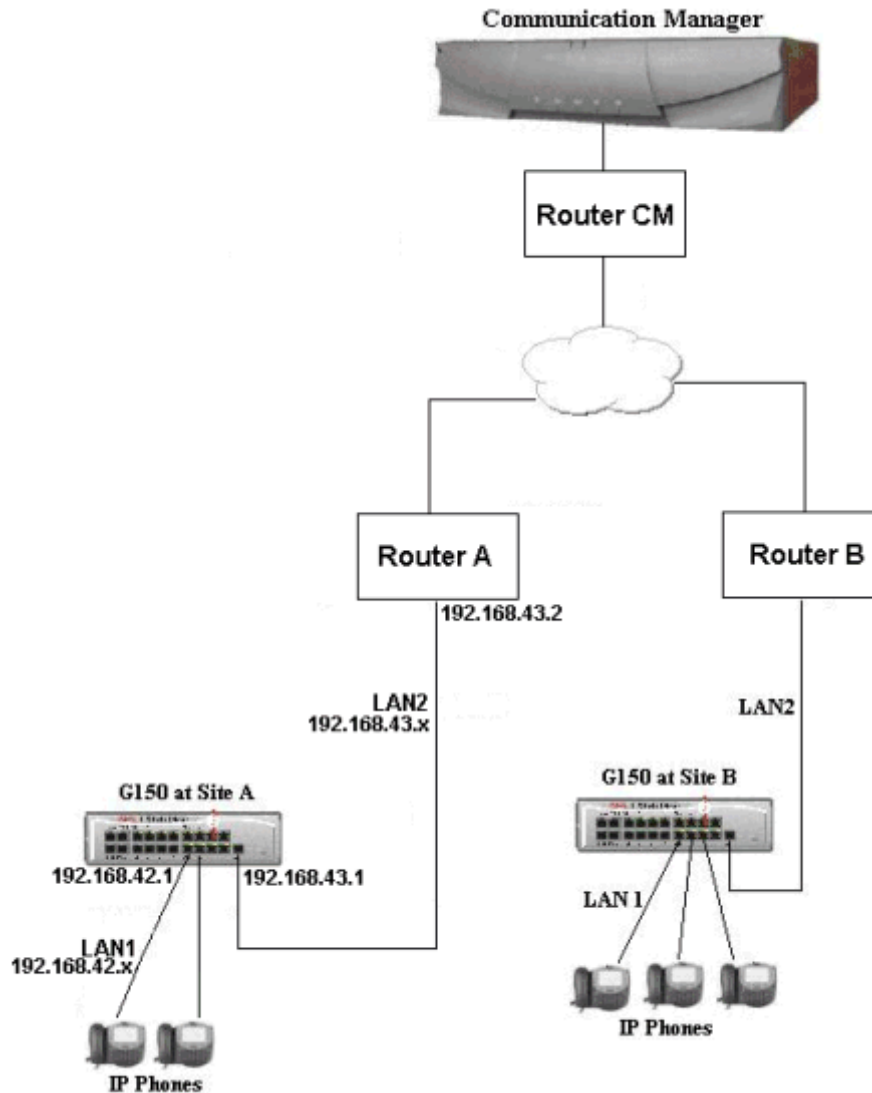 Communication Manager
Router CM
Router A
Router B
192.168.43.2
LAN2
192.168.43.x
LAN2
G150 at Site A
G150 at Site B
192.168.42.1
192.168.43.1
LAN 1
LAN1
192.168.42.x
IP Phones
IP Phones